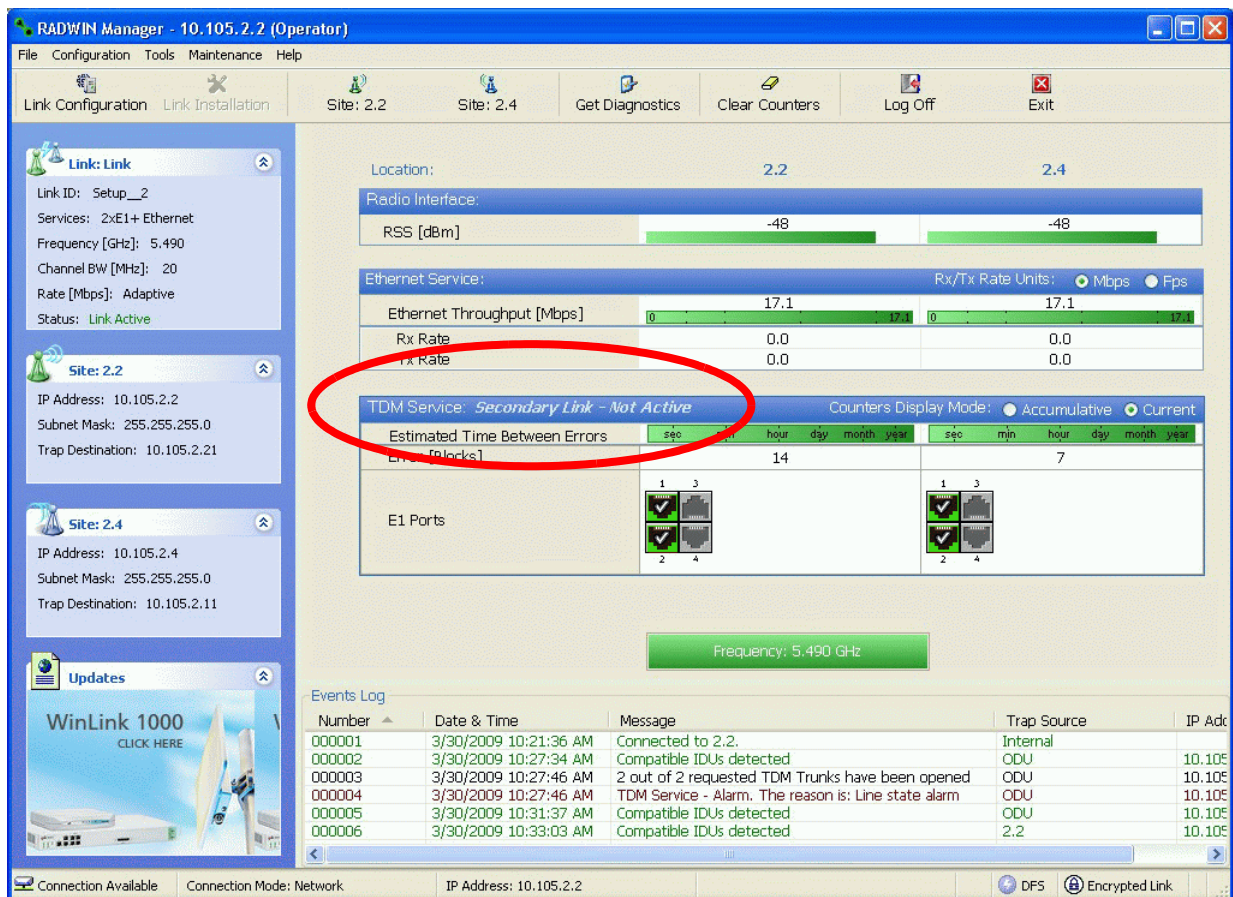 RADWIN Manager - 10.105.2.2 (Operator)
File Configuration Tools Maintenance Help
Link Configuration Link Installation Site: 2.2 Site: 2.4 Get Diagnostics Clear Counters Log Off Exit
Link: Link
Link ID: Setup__2
Services: 2xE1+ Ethernet
Frequency [GHz]: 5.490
Channel BW [MHz]: 20
Rate [Mbps]: Adaptive
Status: Link Active
Site: 2.2
IP Address: 10.105.2.2
Subnet Mask: 255.255.255.0
Trap Destination: 10.105.2.21
Site: 2.4
IP Address: 10.105.2.4
Subnet Mask: 255.255.255.0
Trap Destination: 10.105.2.11
Updates
WinLink 1000
CLICK HERE
Location: 2.2 2.4
Radio Interface:
RSS [dBm] -48 -48
Ethernet Service: Rx/Tx Rate Units: Mbps Fps
Ethernet Throughput [Mbps] 17.1 17.1
0 17.1 0 17.1
Rx Rate 0.0 0.0
Tx Rate 0.0 0.0
TDM Service: Secondary Link - Not Active Counters Display Mode: Accumulative Current
Estimated Time Between Errors sec min hour day month year sec min hour day month year
Error [Blocks] 14 7
1 3 1 3
E1 Ports
2 4 2 4
Frequency: 5.490 GHz
Events Log
Number Date & Time Message Trap Source IP Adc
000001 3/30/2009 10:21:36 AM Connected to 2.2. Internal
000002 3/30/2009 10:27:34 AM Compatible IDUs detected ODU 10.105
000003 3/30/2009 10:27:46 AM 2 out of 2 requested TDM Trunks have been opened ODU 10.105
000004 3/30/2009 10:27:46 AM TDM Service - Alarm. The reason is: Line state alarm ODU 10.105
000005 3/30/2009 10:31:37 AM Compatible IDUs detected ODU 10.105
000006 3/30/2009 10:33:03 AM Compatible IDUs detected 2.2 10.105
Connection Available Connection Mode: Network IP Address: 10.105.2.2 DFS Encrypted Link